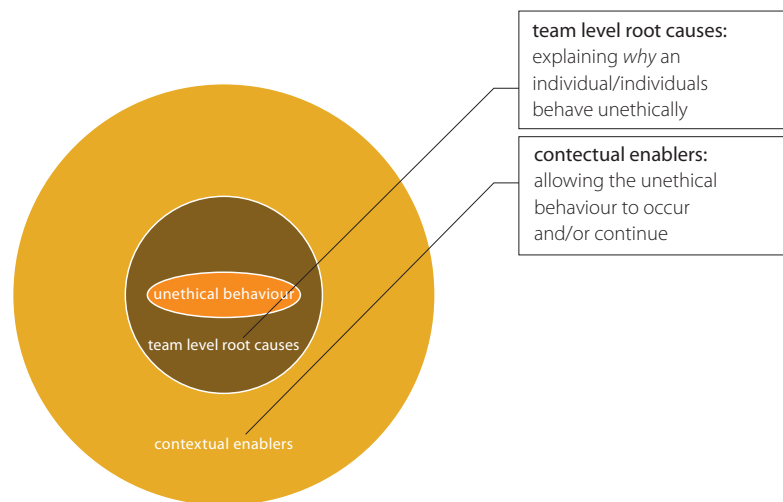 team level root causes:
explaining why an
individual/individuals
behave unethically
contectual enablers:
allowing the unethical
behaviour to occur
and/or continue
unethical behaviour
team level root causes
contextual enablers